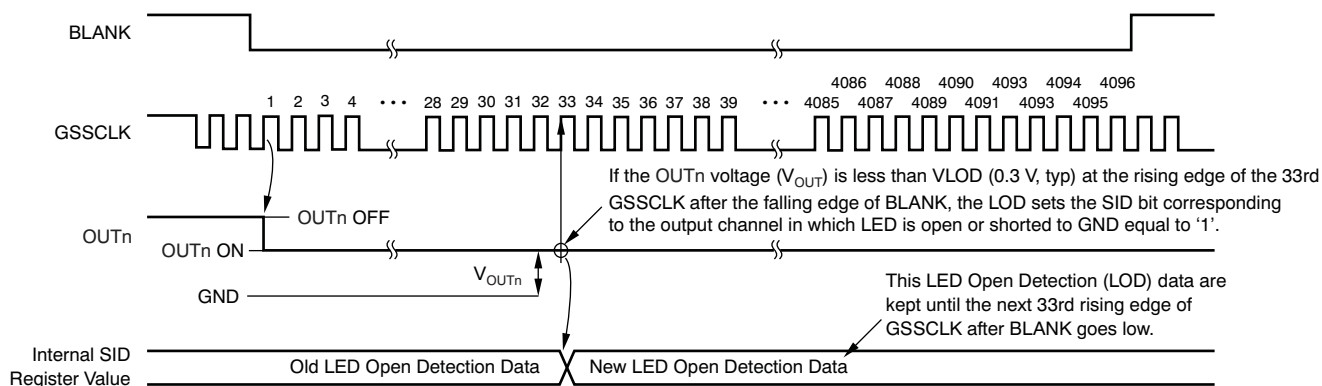 BLANK
4086 4088 4090 4093 4094 4096
1 2 3 4 ••• 28 29 30 31 32 33 34 35 36 37 38 39 ••• 4085 4087 4089 4091 4093 4095
GSSCLK
If the OUTn voltage (VOUT) is less than VLOD (0.3 V, typ) at the rising edge of the 33rd
GSSCLK after the falling edge of BLANK, the LOD sets the SID bit corresponding
to the output channel in which LED is open or shorted to GND equal to ‘1’.
OUTn OFF
OUTn
OUTn ON
VOUTn
GND
This LED Open Detection (LOD) data are
kept until the next 33rd rising edge of
GSSCLK after BLANK goes low.
Internal SID
Register Value
Old LED Open Detection Data
New LED Open Detection Data